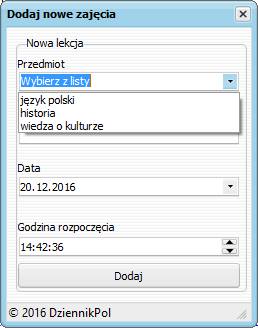 Dodaj nowe zajęcia
Nowa lekcja
Przedmiot
Wybierz z listy
język polski
historia
wiedza o kulturze
Data
20.12.2016
Godzina rozpoczęcia
14:42:36
Dodaj
© 2016 DziennikPol